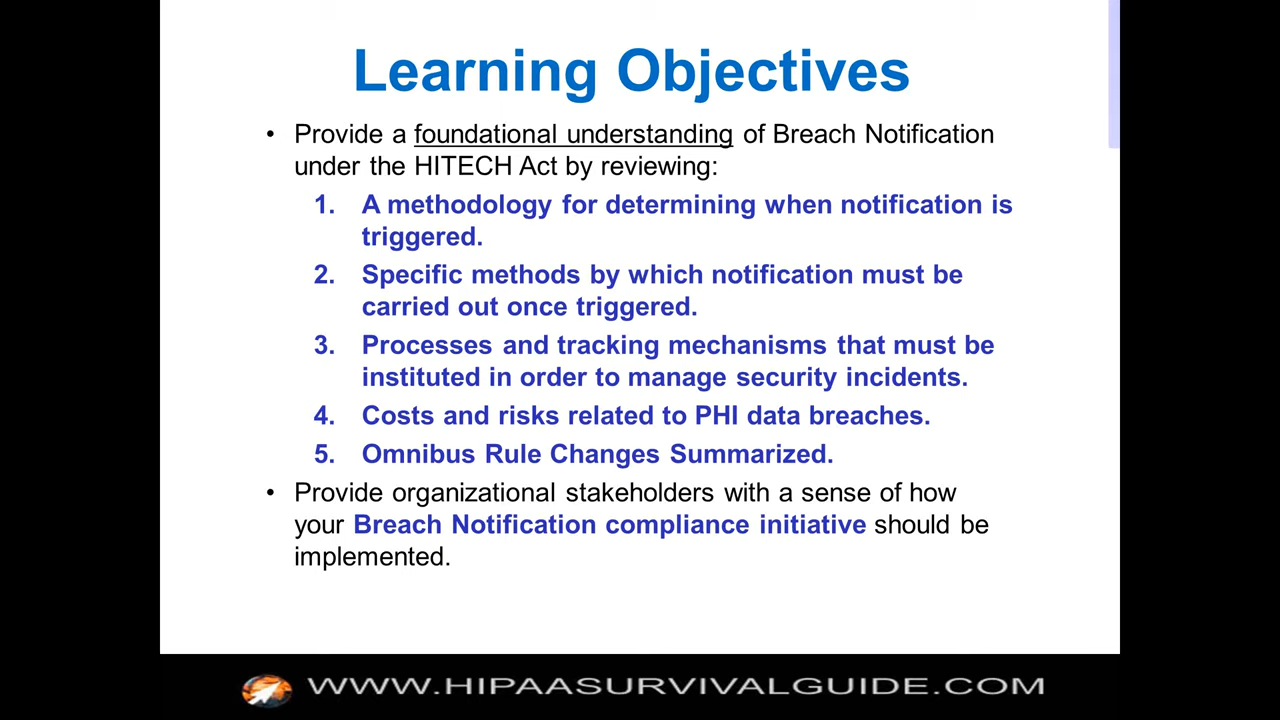 Learning Objectives
• Provide a foundational understanding of Breach Notification
under the HITECH Act by reviewing:
1. A methodology for determining when notification is
triggered.
2. Specific methods by which notification must be
carried out once triggered.
3. Processes and tracking mechanisms that must be
instituted in order to manage security incidents.
4. Costs and risks related to PHI data breaches.
5. Omnibus Rule Changes Summarized.
• Provide organizational stakeholders with a sense of how
your Breach Notification compliance initiative should be
implemented.
WWW.HIPAASURVIVALGUIDE.COM